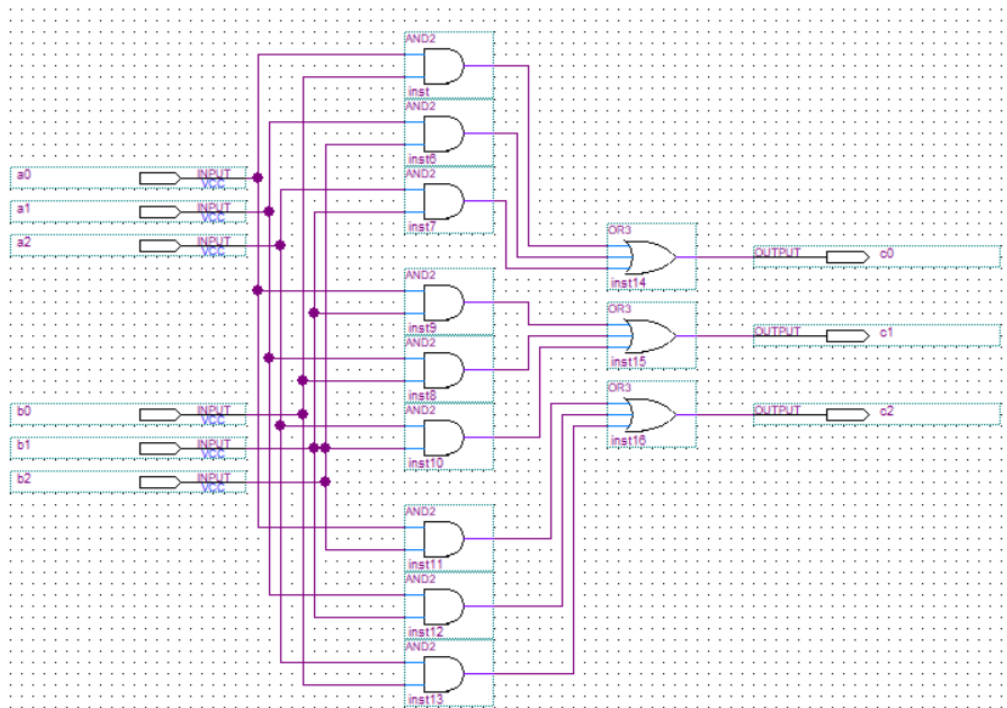 AND2
inst
AND2
inst6
AND2
inst7
a0 INPUT
VCC
a1 INPUT
VCC
a2 INPUT
VCC
OR3
inst14
OUTPUT c0
AND2
inst9
AND2
inst8
AND2
inst10
OR3
inst15
OUTPUT c1
OR3
inst16
OUTPUT c2
b0 INPUT
VCC
b1 INPUT
VCC
b2 INPUT
VCC
AND2
inst11
AND2
inst12
AND2
inst13